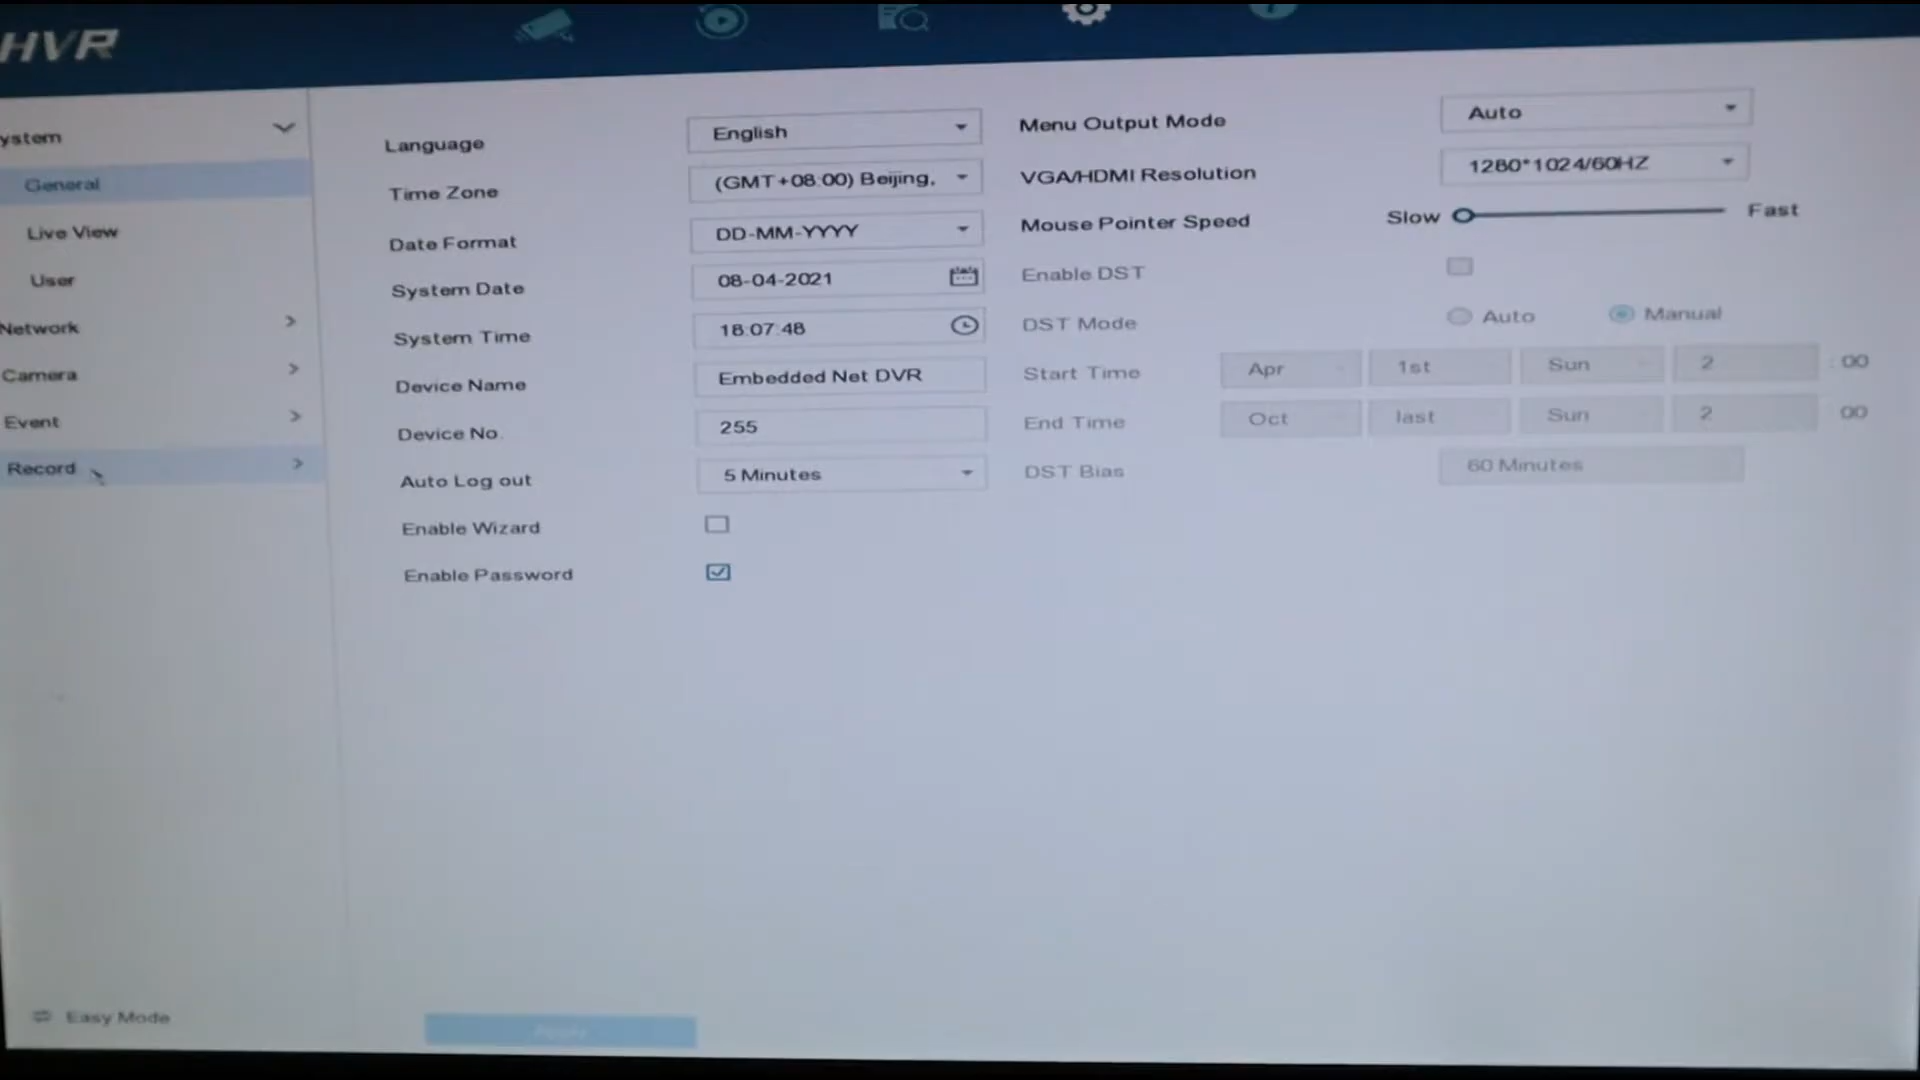 HVR
ystem
General
Live View
User
Network
Camera
Event
Record
Easy Mode
Language English
Time Zone (GMT+08:00) Beijing,
Date Format DD-MM-YYYY
System Date 08-04-2021
System Time 18:07:48
Device Name Embedded Net DVR
Device No. 255
Auto Log out 5 Minutes
Enable Wizard
Enable Password
Menu Output Mode Auto
VGA/HDMI Resolution 1280*1024/60HZ
Mouse Pointer Speed Slow Fast
Enable DST
DST Mode Auto Manual
Start Time Apr 1st Sun 2 : 00
End Time Oct last Sun 2 00
DST Bias 60 Minutes
Apply